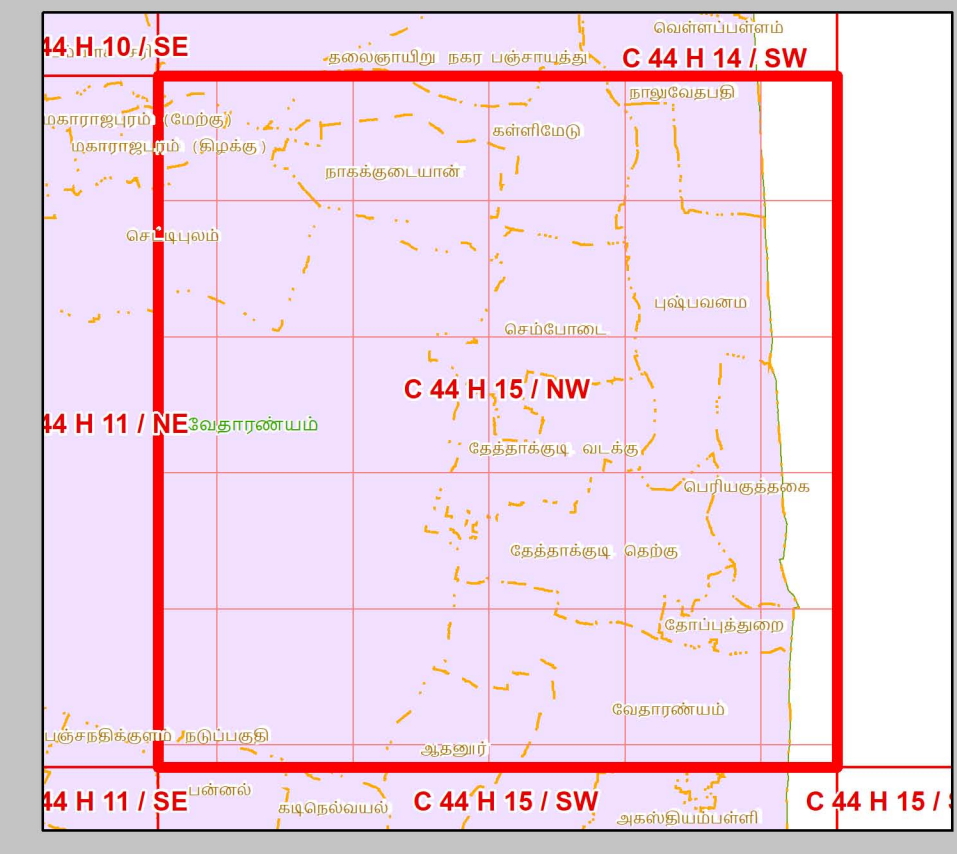 வெள்ளப்பள்ளம்
44 H 10 / SE
தலைஞாயிறு நகர பஞ்சாயுத்து
C 44 H 14 / SW
நாலுவேதபதி
மகாராஜபுரம் (மேற்கு)
கள்ளிமேடு
மகாராஜபுரம் (கிழக்கு)
நாகக்குடையான்
செட்டிபுலம்
புஷ்பவனம
செம்போடை
C 44 H 15 / NW
44 H 11 / NE
வேதாரண்யம்
தேத்தாக்குடி வடக்கு
பெரியகுத்தகை
தேத்தாக்குடி தெற்கு
தோப்புத்துறை
வேதாரண்யம்
பஞ்சநதிக்குளம் நடுப்பகுதி
ஆதனுர்
பன்னல்
44 H 11 / SE
கடிநெல்வயல்
C 44 H 15 / SW
C 44 H 15 /
அகஸ்தியம்பள்ளி